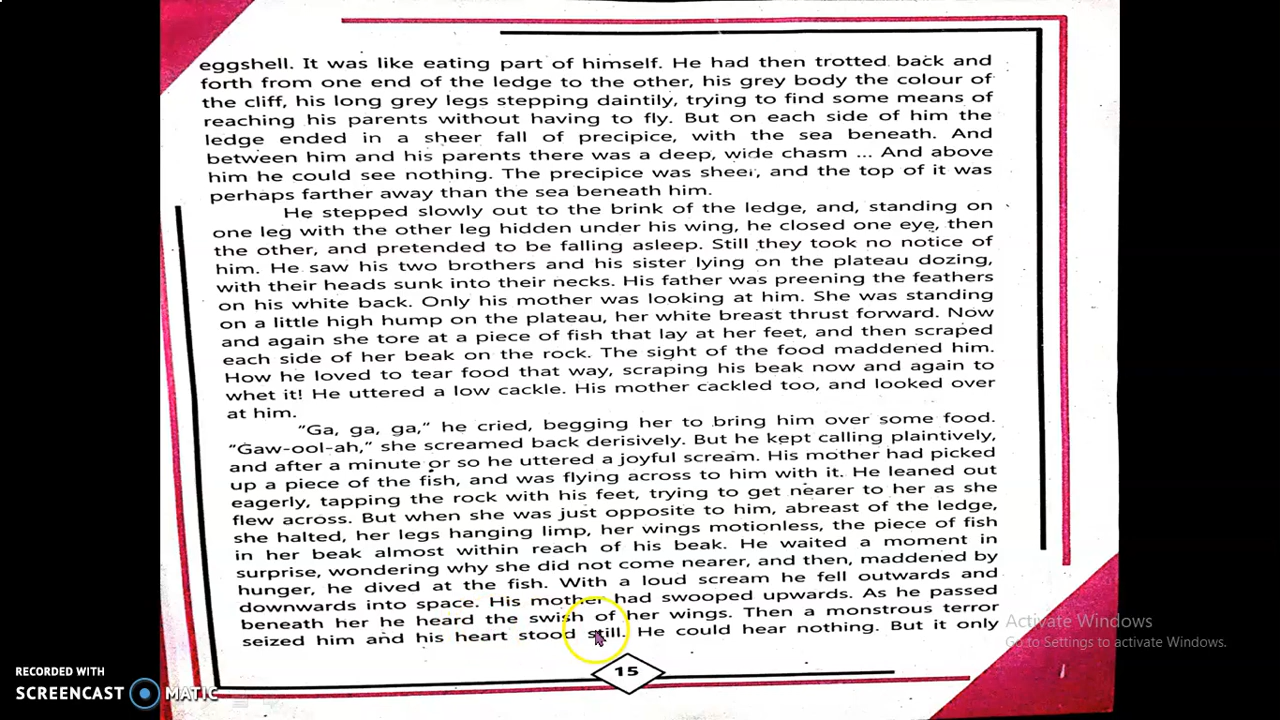 eggshell. It was like eating part of himself. He had then trotted back and
forth from one end of the ledge to the other, his grey body the colour of
the cliff, his long grey legs stepping daintily, trying to find some means of
reaching his parents without having to fly. But on each side of him the
ledge ended in a sheer fall of precipice, with the sea beneath. And
between him and his parents there was a deep, wide chasm ... And above
him he could see nothing. The precipice was sheer, and the top of it was
perhaps farther away than the sea beneath him.
He stepped slowly out to the brink of the ledge, and, standing on
one leg with the other leg hidden under his wing, he closed one eye, then
the other, and pretended to be falling asleep. Still they took no notice of
him. He saw his two brothers and his sister lying on the plateau dozing,
with their heads sunk into their necks. His father was preening the feathers
on his white back. Only his mother was looking at him. She was standing
on a little high hump on the plateau, her white breast thrust forward. Now
and again she tore at a piece of fish that lay at her feet, and then scraped
each side of her beak on the rock. The sight of the food maddened him.
How he loved to tear food that way, scraping his beak now and again to
whet it! He uttered a low cackle. His mother cackled too, and looked over
at him.
"Ga, ga, ga," he cried, begging her to bring him over some food.
"Gaw-ool-ah," she screamed back derisively. But he kept calling plaintively,
and after a minute or so he uttered a joyful scream. His mother had picked
up a piece of the fish, and was flying across to him with it. He leaned out
eagerly, tapping the rock with his feet, trying to get nearer to her as she
flew across. But when she was just opposite to him, abreast of the ledge,
she halted, her legs hanging limp, her wings motionless, the piece of fish
in her beak almost within reach of his beak. He waited a moment in
surprise, wondering why she did not come nearer, and then, maddened by
hunger, he dived at the fish. With a loud scream he fell outwards and
downwards into space. His mother had swooped upwards. As he passed
beneath her he heard the swish of her wings. Then a monstrous terror
seized him and his heart stood still. He could hear nothing. But it only
15
Activate Windows
Go to Settings to activate Windows.
RECORDED WITH
SCREENCAST MATIC